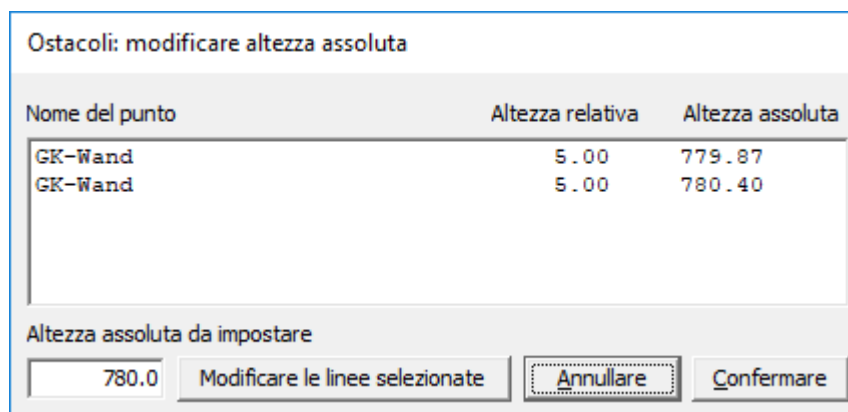 Ostacoli: modificare altezza assoluta
Nome del punto Altezza relativa Altezza assoluta
GK-Wand 5.00 779.87
GK-Wand 5.00 780.40
Altezza assoluta da impostare
780.0 Modificare le linee selezionate Annullare Confermare